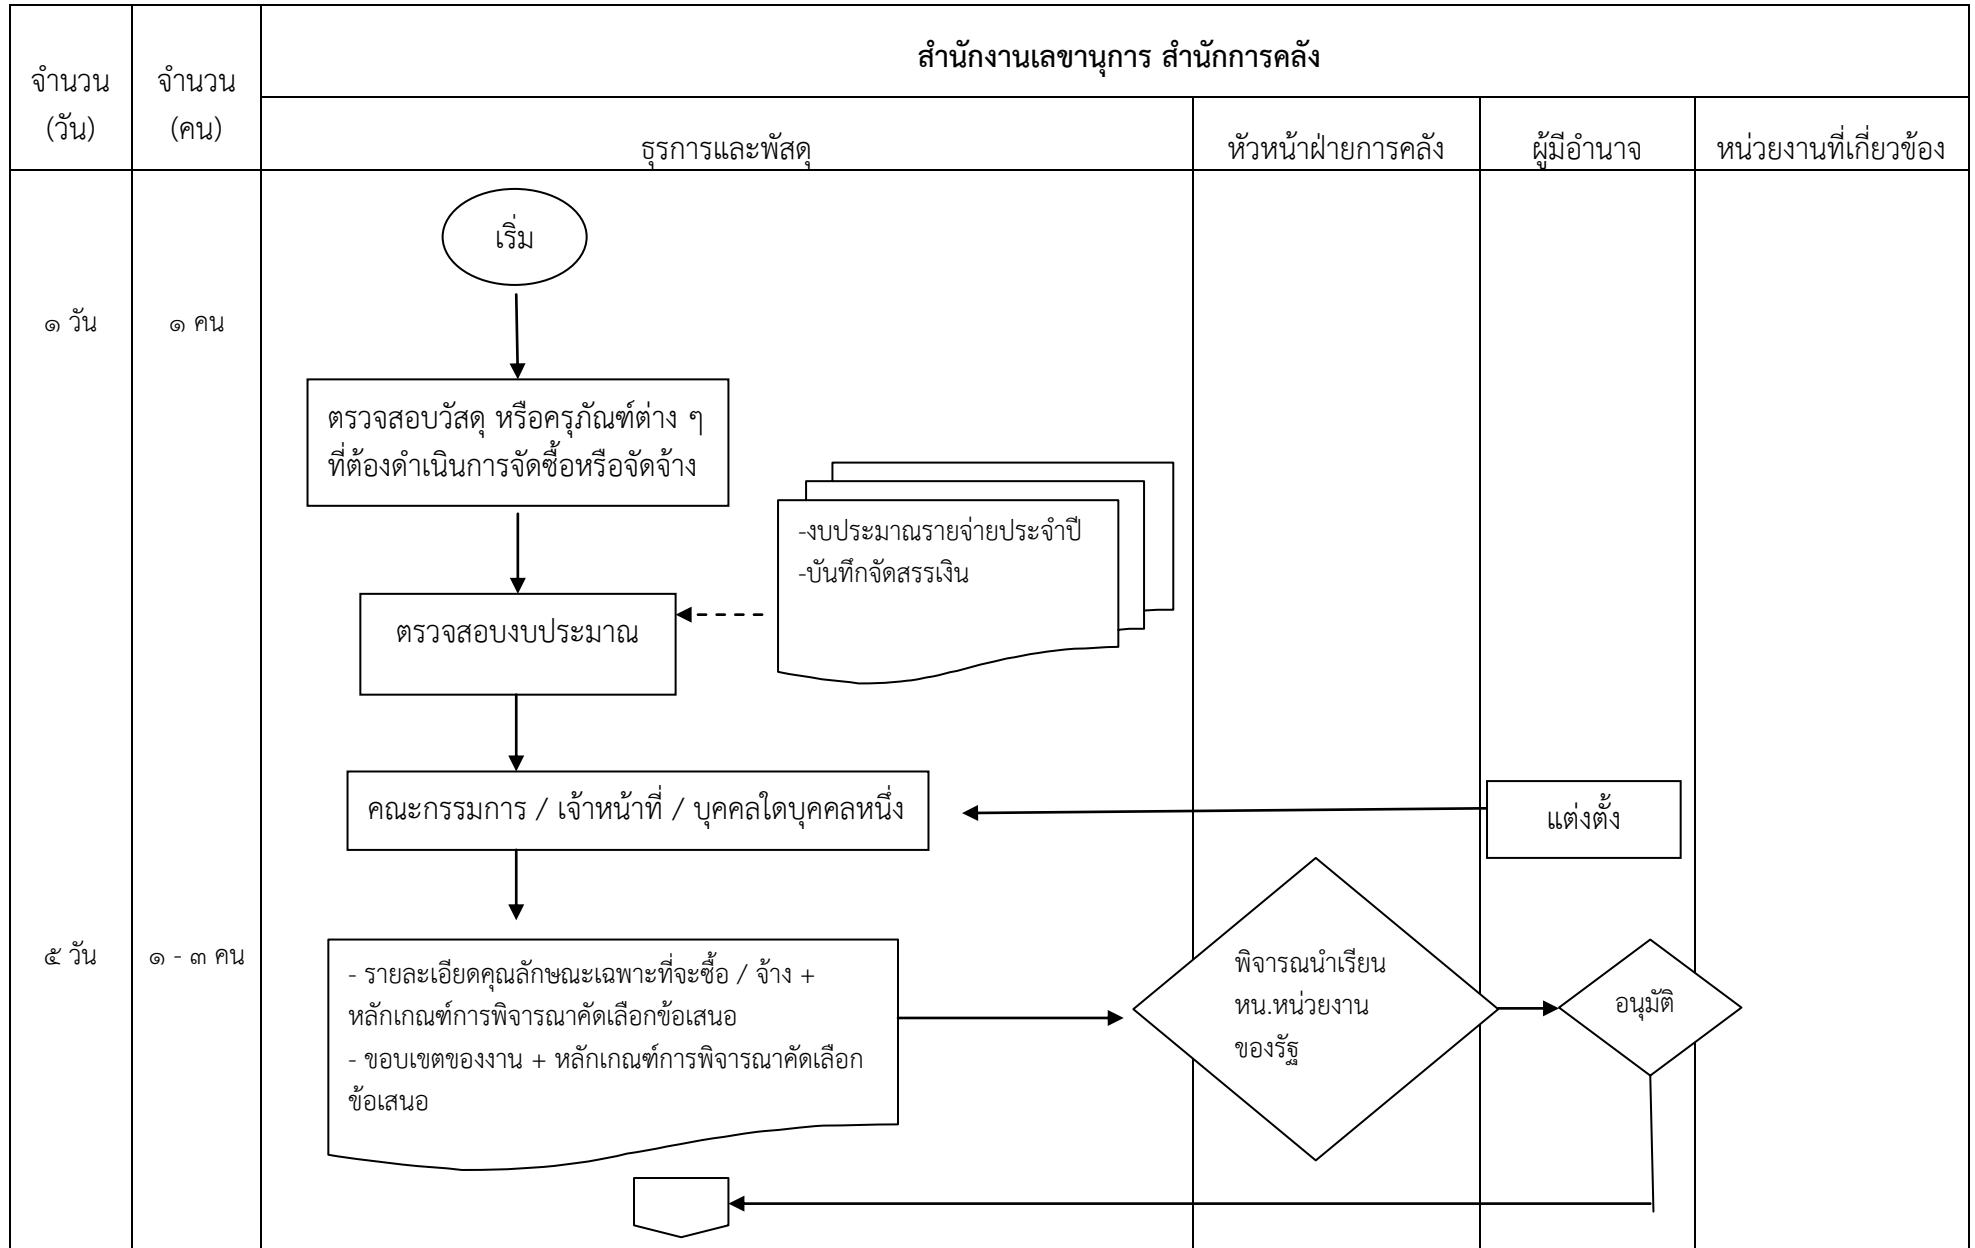 จำนวน
(วัน)
จำนวน
(คน)
สำนักงานเลขานุการ สำนักการคลัง
ธุรการและพัสดุ
หัวหน้าฝ่ายการคลัง
ผู้มีอำนาจ
หน่วยงานที่เกี่ยวข้อง
เริ่ม
๑ วัน
๑ คน
ตรวจสอบวัสดุ หรือครุภัณฑ์ต่าง ๆ
ที่ต้องดำเนินการจัดซื้อหรือจัดจ้าง
-งบประมาณรายจ่ายประจำปี
-บันทึกจัดสรรเงิน
ตรวจสอบงบประมาณ
คณะกรรมการ / เจ้าหน้าที่ / บุคคลใดบุคคลหนึ่ง
แต่งตั้ง
๕ วัน
๑ - ๓ คน
- รายละเอียดคุณลักษณะเฉพาะที่จะซื้อ / จ้าง +
หลักเกณฑ์การพิจารณาคัดเลือกข้อเสนอ
- ขอบเขตของงาน + หลักเกณฑ์การพิจารณาคัดเลือก
ข้อเสนอ
พิจารณนำเรียน
หน.หน่วยงาน
ของรัฐ
อนุมัติ